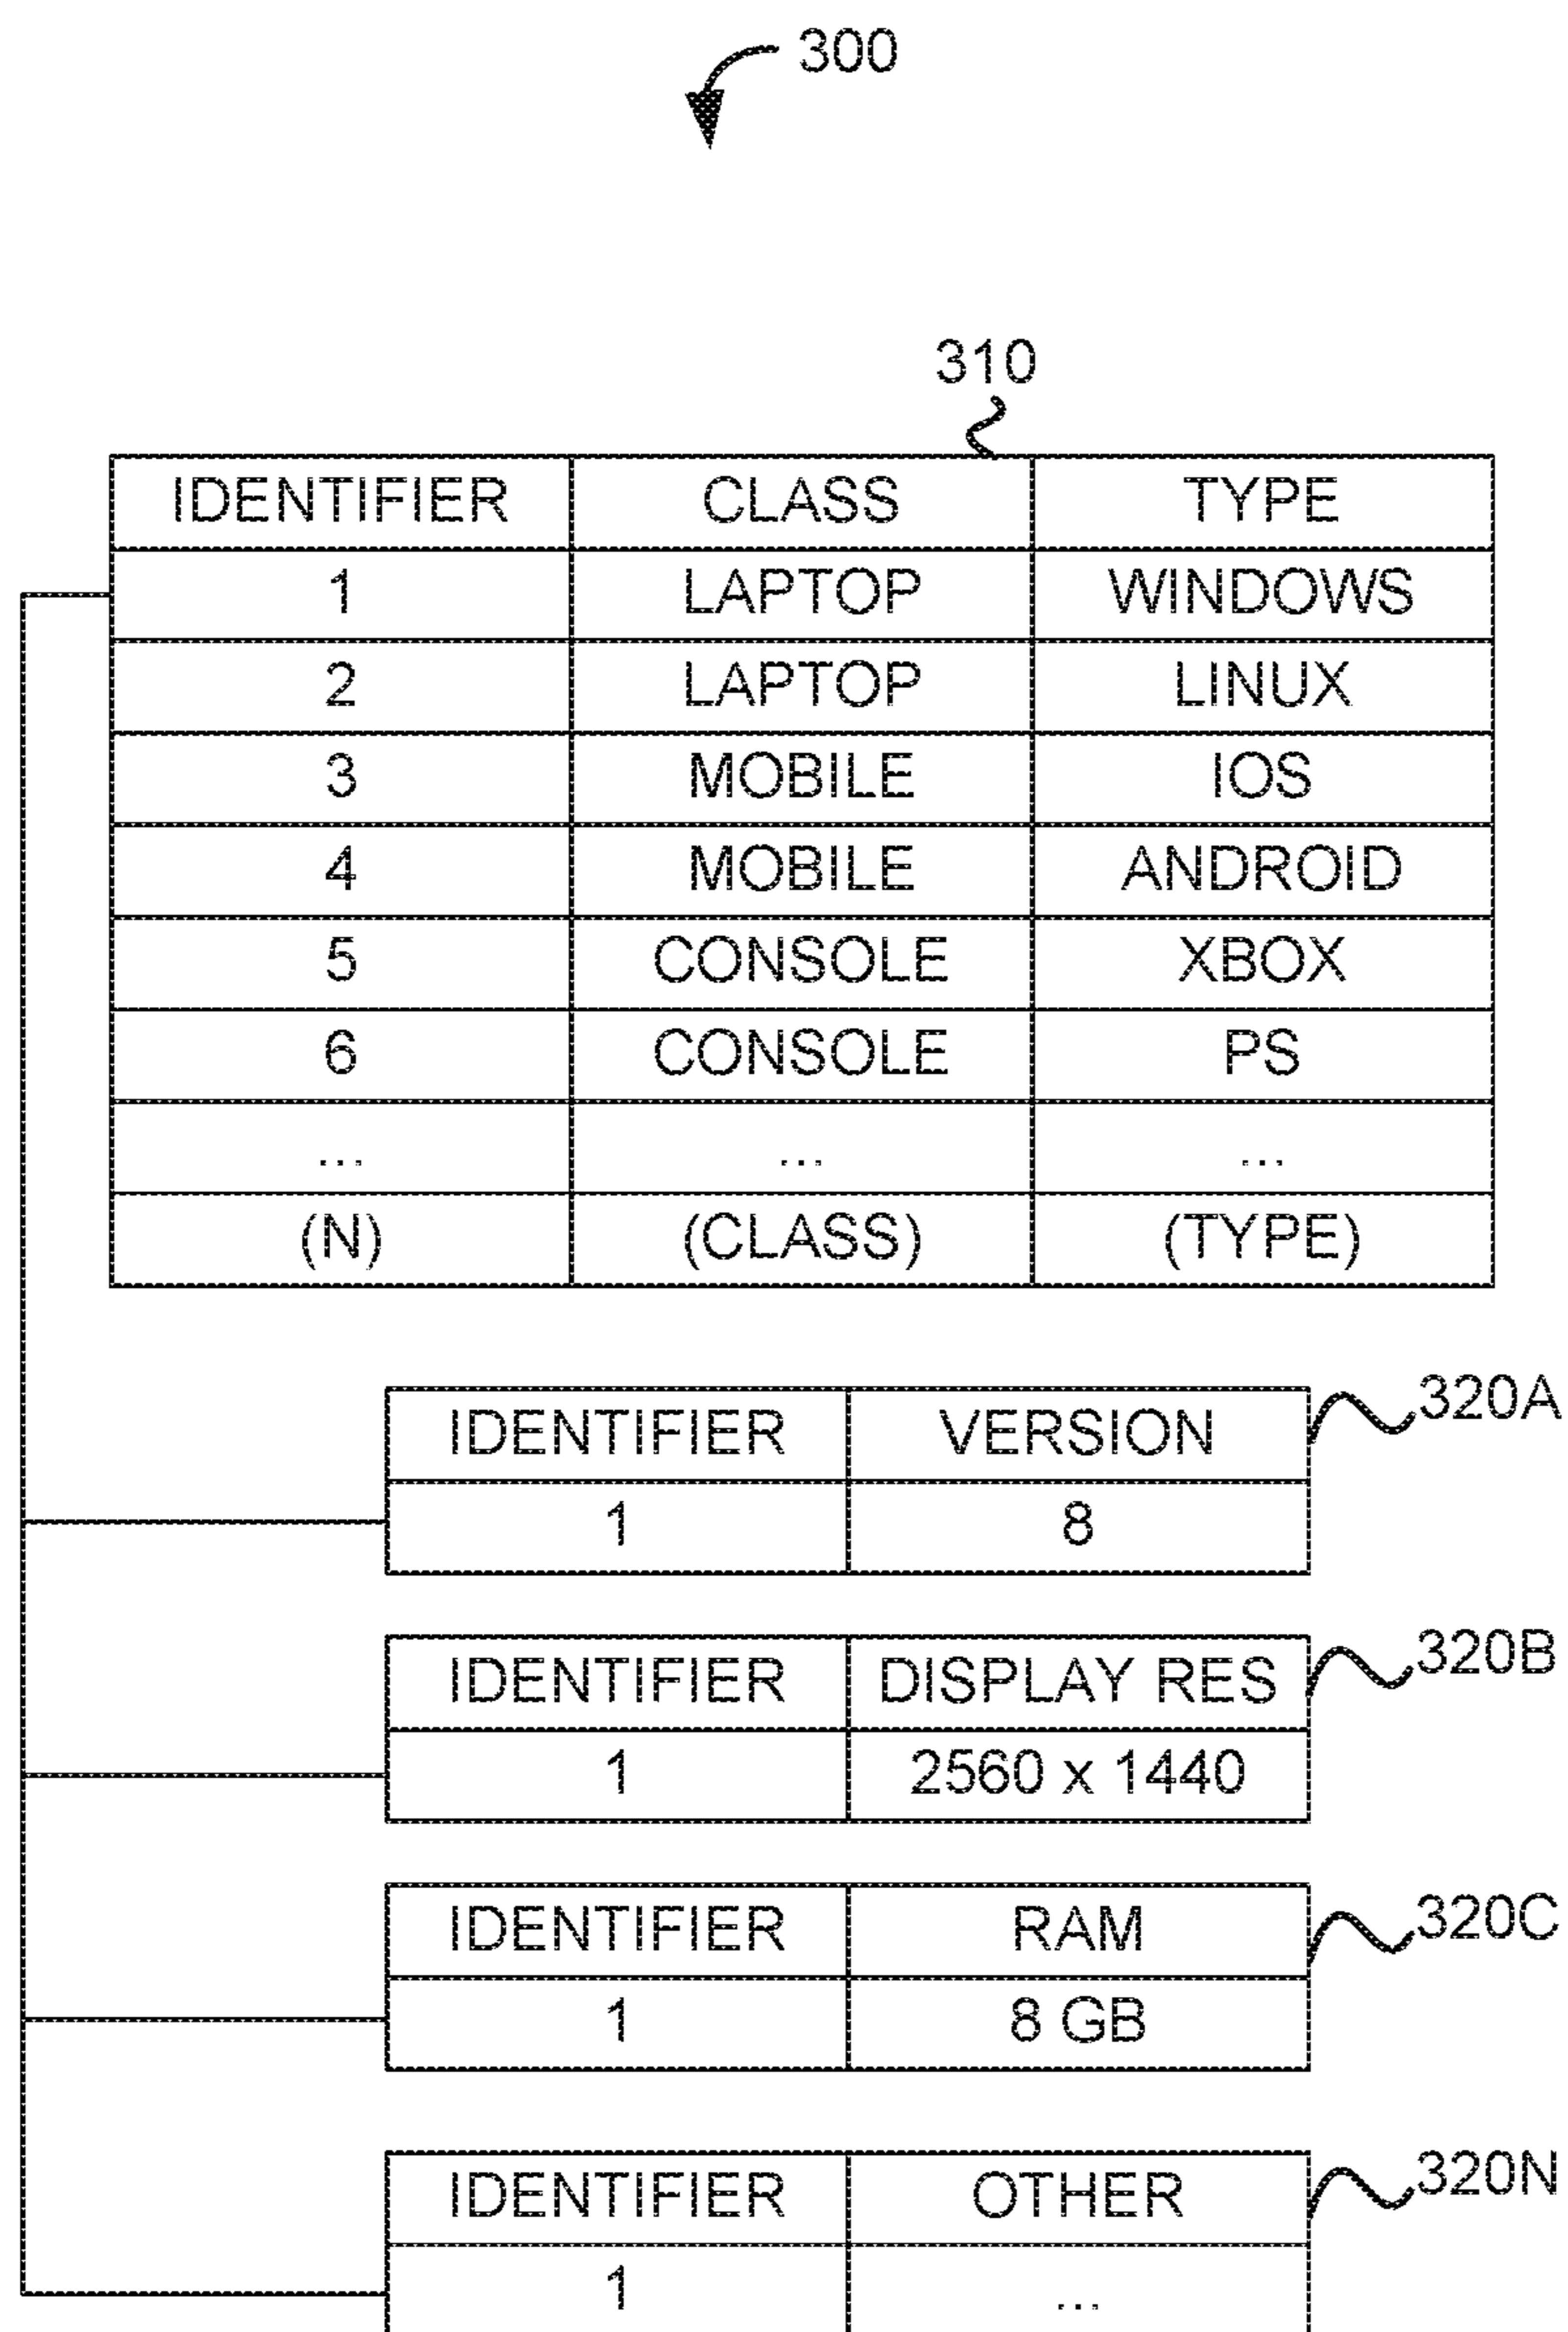 300
310
IDENTIFIER CLASS TYPE
1 LAPTOP WINDOWS
2 LAPTOP LINUX
3 MOBILE IOS
4 MOBILE ANDROID
5 CONSOLE XBOX
6 CONSOLE PS
... ... ...
(N) (CLASS) (TYPE)
320A
IDENTIFIER VERSION
1 8
320B
IDENTIFIER DISPLAY RES
1 2560 x 1440
320C
IDENTIFIER RAM
1 8 GB
320N
IDENTIFIER OTHER
1 ...